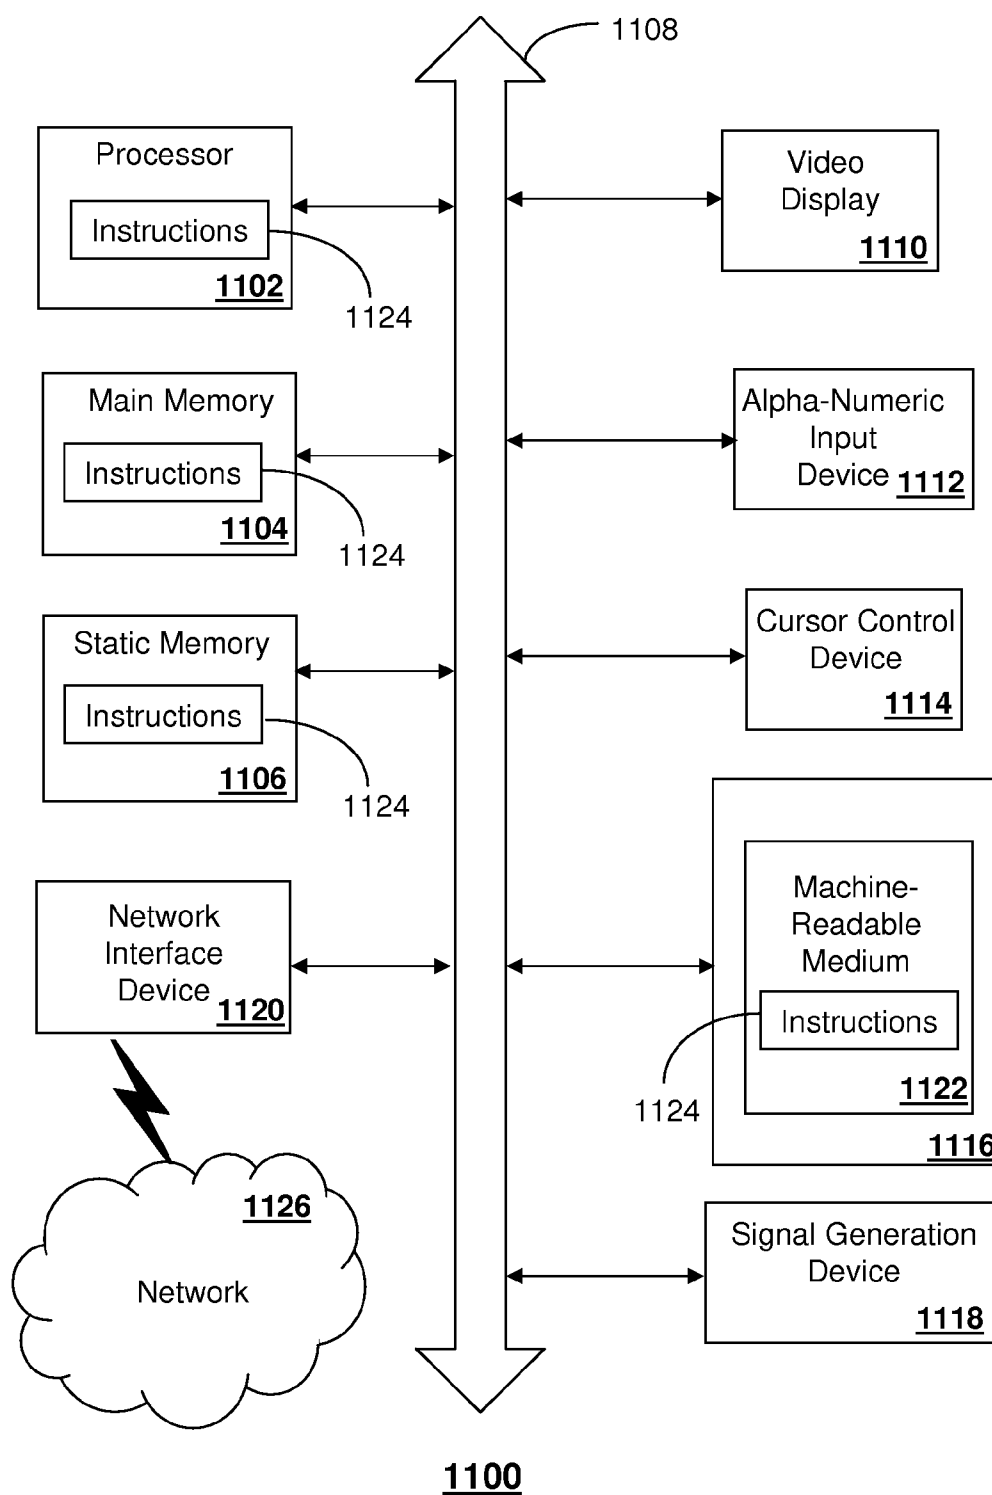 1108
Processor
Instructions
1102
1124
Main Memory
Instructions
1104
1124
Static Memory
Instructions
1106
1124
Network
Interface
Device
1120
1126
Network
Video
Display
1110
Alpha-Numeric
Input
Device
1112
Cursor Control
Device
1114
Machine-
Readable
Medium
Instructions
1124
1122
1116
Signal Generation
Device
1118
1100